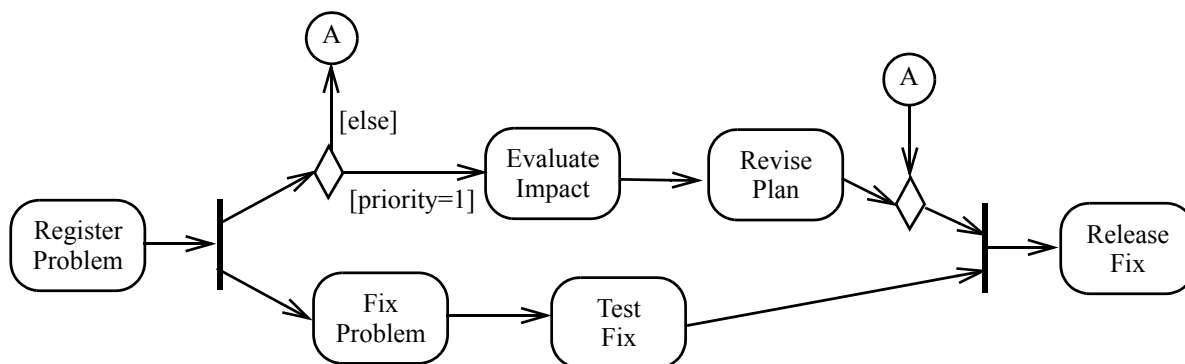 A
A
[else]
Evaluate
Impact
Revise
Plan
[priority=1]
Register
Problem
Release
Fix
Fix
Problem
Test
Fix